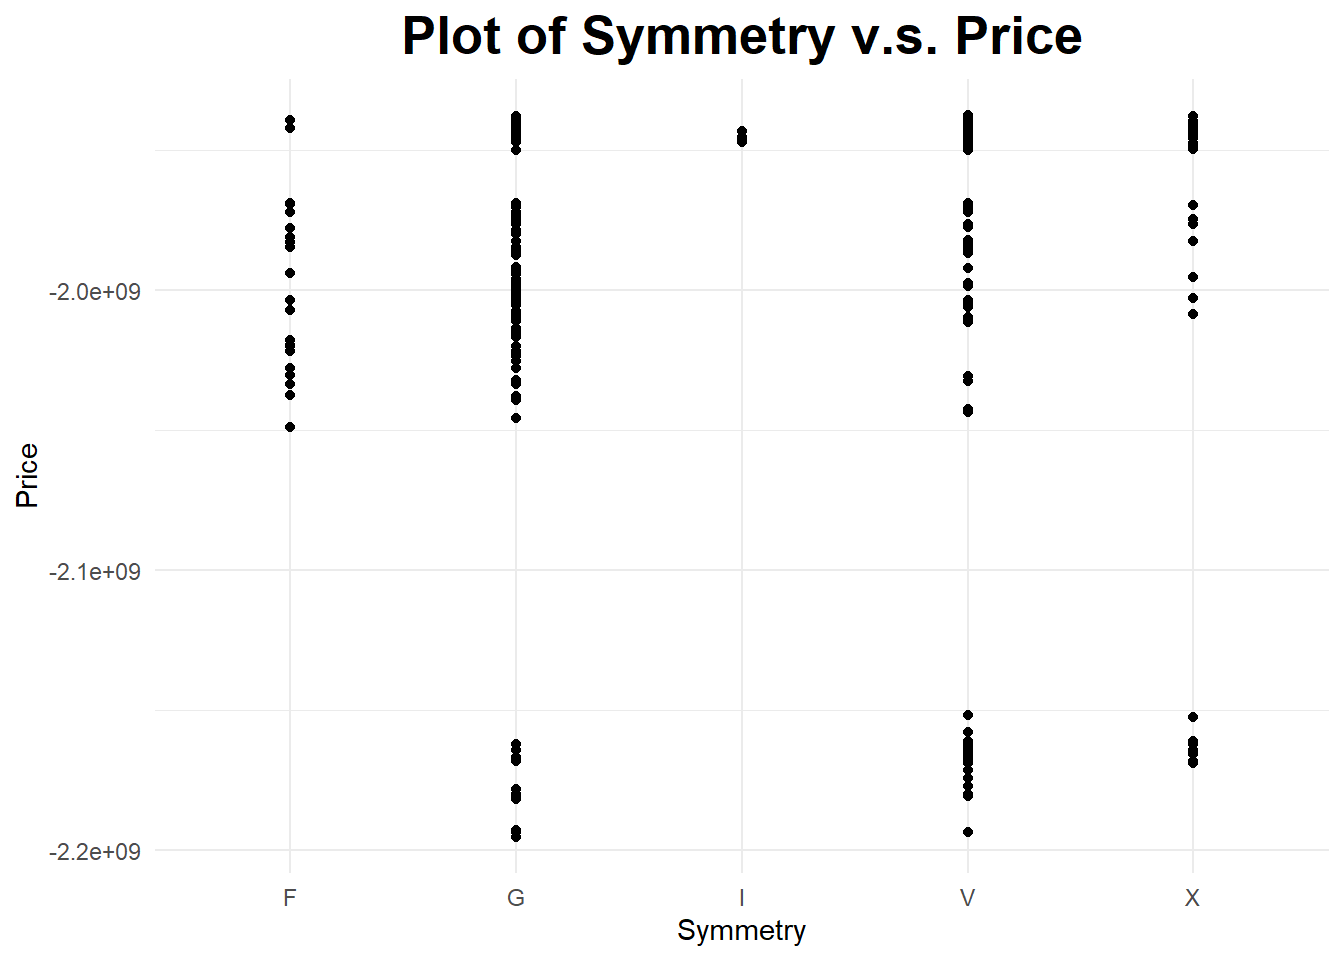 Plot of Symmetry v.s. Price
Price
-2.0e+09
-2.1e+09
-2.2e+09
F G I V X
Symmetry